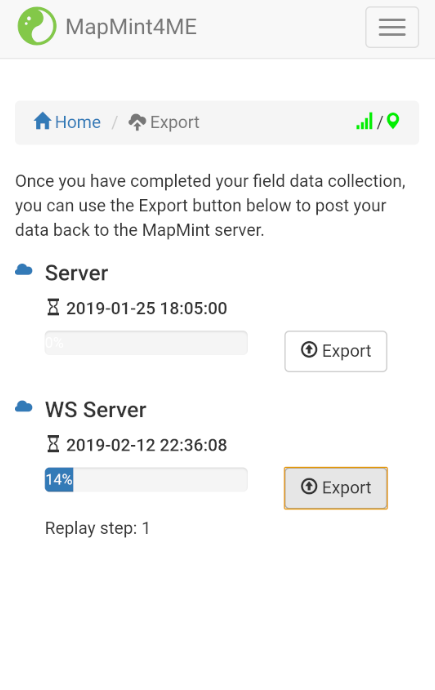 MapMint4ME
Home / Export /
Once you have completed your field data collection,
you can use the Export button below to post your
data back to the MapMint server.
Server
2019-01-25 18:05:00
0% Export
WS Server
2019-02-12 22:36:08
14% Export
Replay step: 1